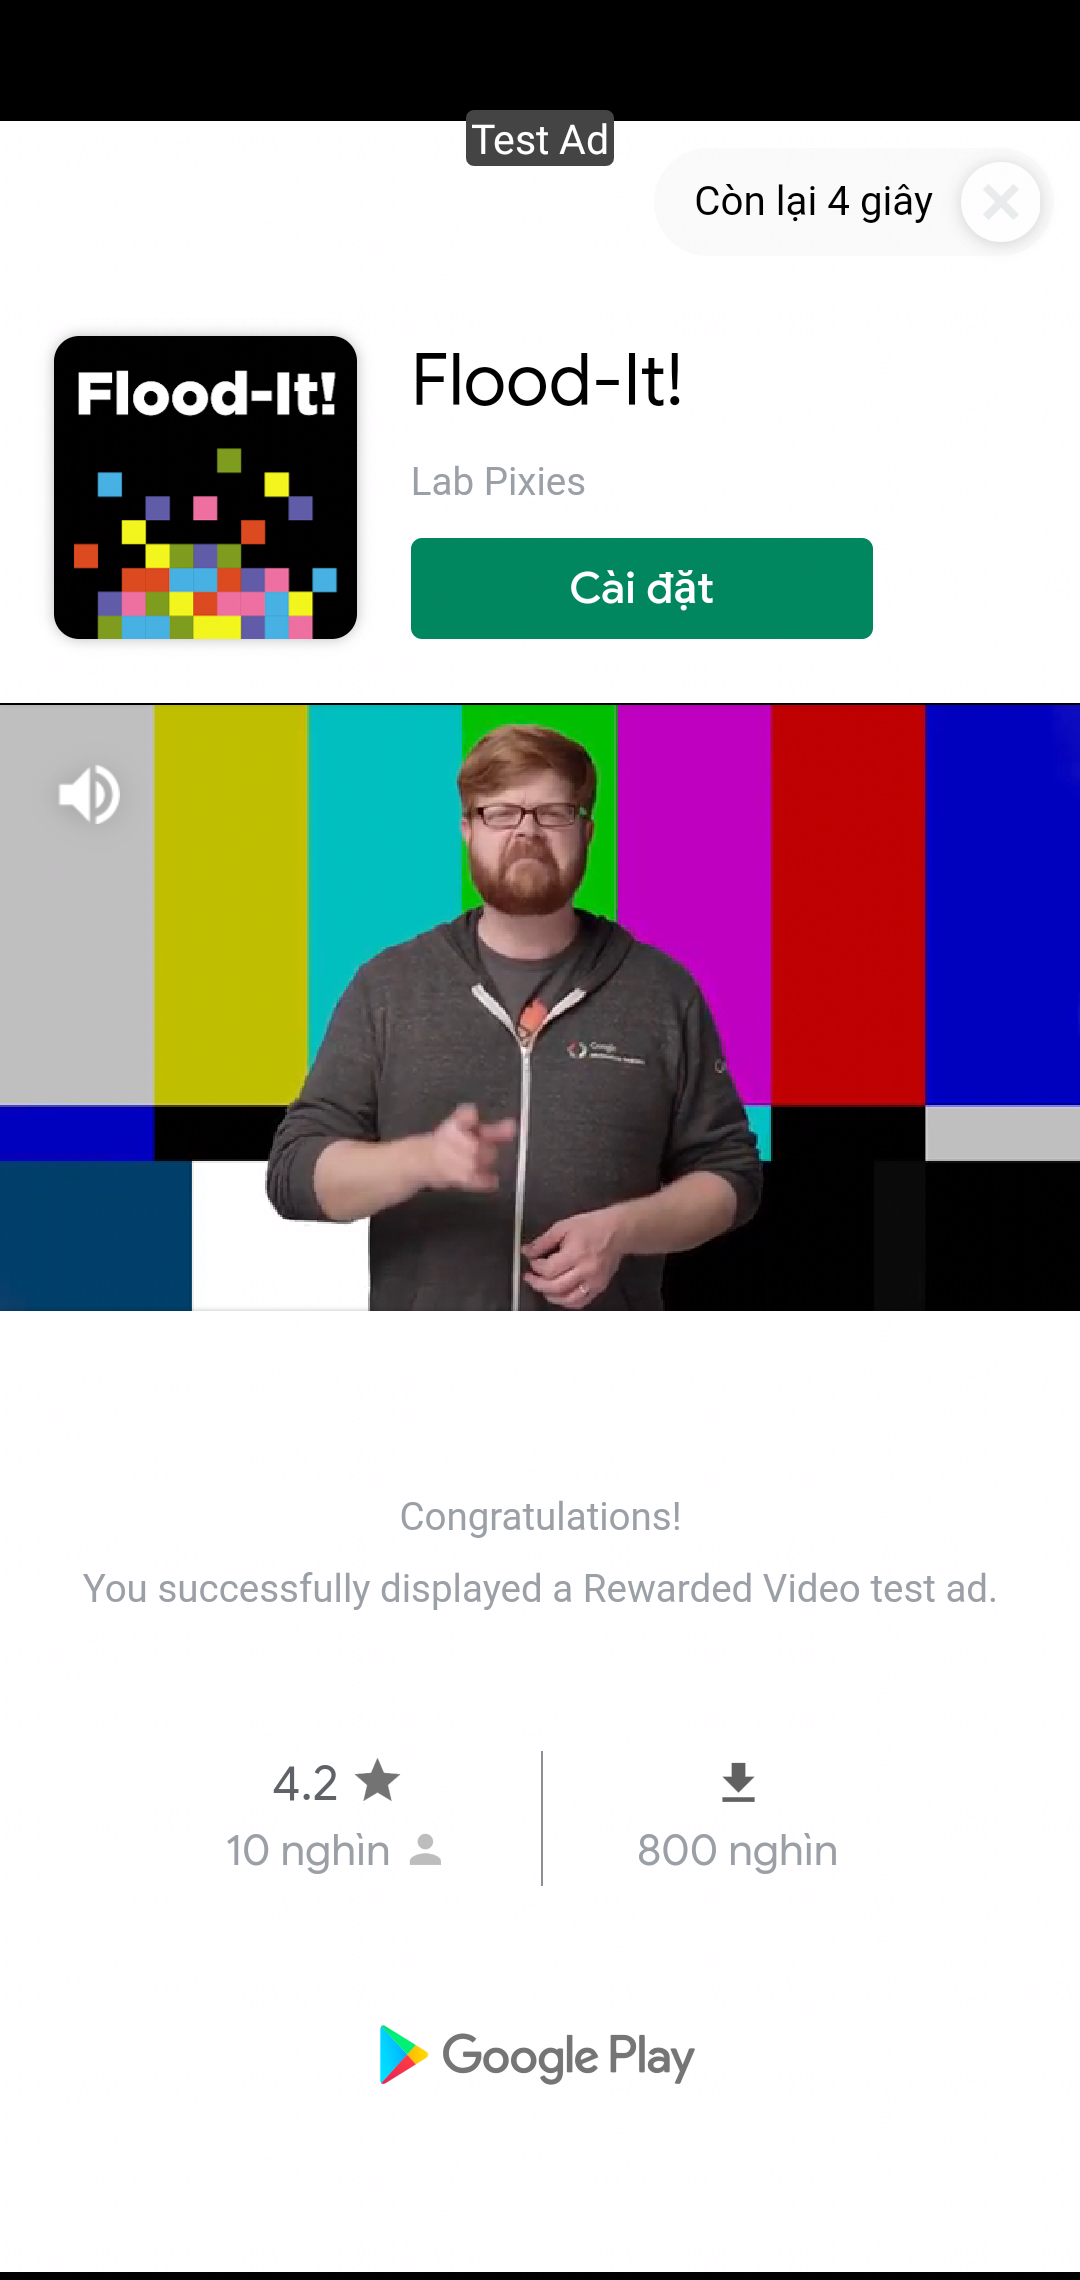 Test Ad
Còn lại 4 giây
Flood-It!
Flood-It!
Lab Pixies
Cài đặt
Google
Congratulations!
You successfully displayed a Rewarded Video test ad.
4.2
10 nghìn
800 nghìn
Google Play